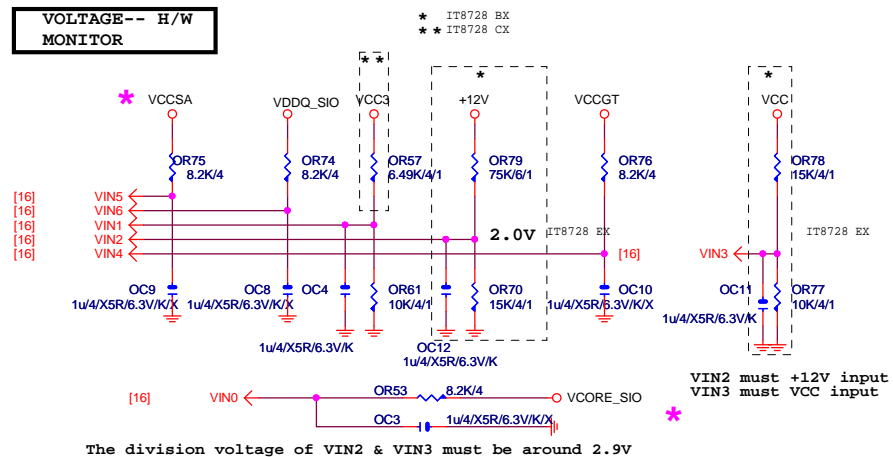 VOLTAGE-- H/W
MONITOR
* IT8728 BX
** IT8728 CX
**
*
*
* VCCSA
VDDQ_SIO
VCC3
+12V
VCCGT
VCC
OR75
8.2K/4
OR74
8.2K/4
OR57
6.49K/4/1
OR79
75K/6/1
OR76
8.2K/4
OR78
15K/4/1
[16] VIN5
[16] VIN6
[16] VIN1
[16] VIN2
[16] VIN4
2.0V
IT8728 EX
[16]
VIN3
IT8728 EX
OC9
1u/4/X5R/6.3V/K/X
OC8
1u/4/X5R/6.3V/K/X
OC4
1u/4/X5R/6.3V/K
OR61
10K/4/1
OC12
1u/4/X5R/6.3V/K
OR70
15K/4/1
OC10
1u/4/X5R/6.3V/K/X
OC11
1u/4/X5R/6.3V/K
OR77
10K/4/1
VIN2 must +12V input
VIN3 must VCC input
*
[16] VIN0
OR53 8.2K/4
VCORE_SIO
OC3 1u/4/X5R/6.3V/K/X
The division voltage of VIN2 & VIN3 must be around 2.9V